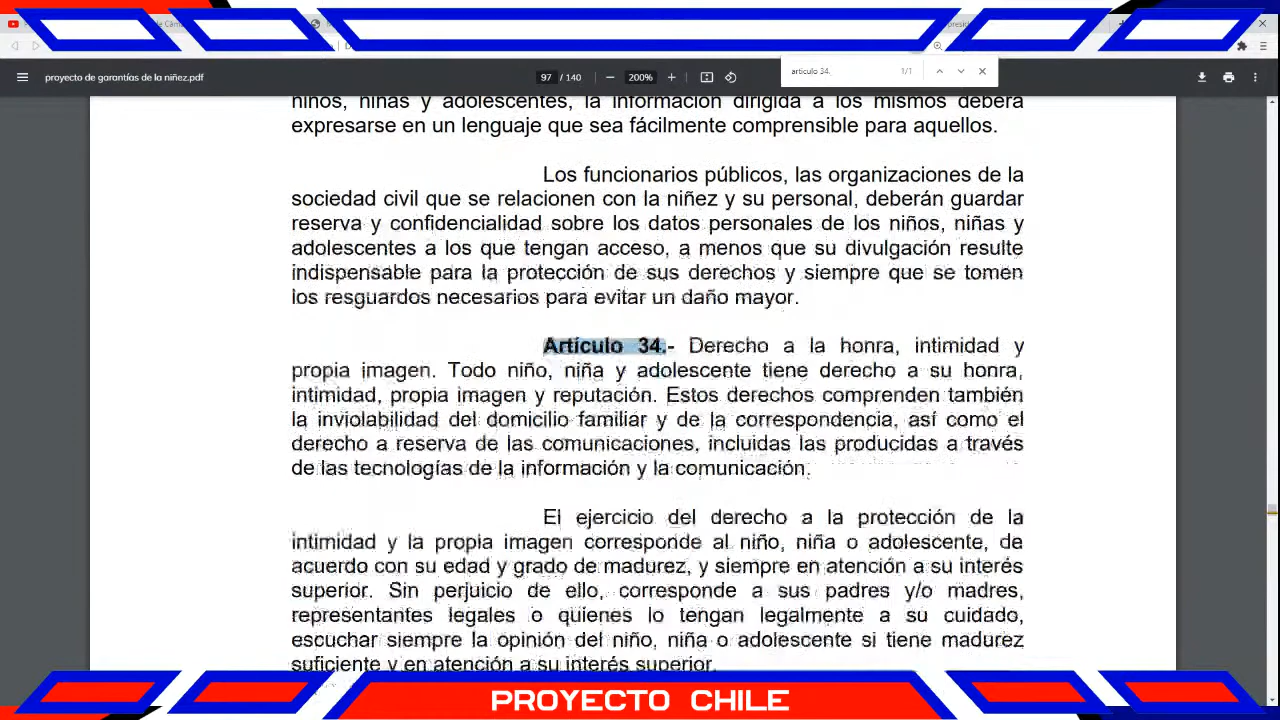 proyecto de garantías de la niñez.pdf
97 / 140
200%
articulo 34.
1/1
niños, niñas y adolescentes, la información dirigida a los mismos deberá
expresarse en un lenguaje que sea fácilmente comprensible para aquellos.
Los funcionarios públicos, las organizaciones de la
sociedad civil que se relacionen con la niñez y su personal, deberán guardar
reserva y confidencialidad sobre los datos personales de los niños, niñas y
adolescentes a los que tengan acceso, a menos que su divulgación resulte
indispensable para la protección de sus derechos y siempre que se tomen
los resguardos necesarios para evitar un daño mayor.
Artículo 34.- Derecho a la honra, intimidad y
propia imagen. Todo niño, niña y adolescente tiene derecho a su honra,
intimidad, propia imagen y reputación. Estos derechos comprenden también
la inviolabilidad del domicilio familiar y de la correspondencia, así como el
derecho a reserva de las comunicaciones, incluidas las producidas a través
de las tecnologías de la información y la comunicación.
El ejercicio del derecho a la protección de la
intimidad y la propia imagen corresponde al niño, niña o adolescente, de
acuerdo con su edad y grado de madurez, y siempre en atención a su interés
superior. Sin perjuicio de ello, corresponde a sus padres y/o madres,
representantes legales o quienes lo tengan legalmente a su cuidado,
escuchar siempre la opinión del niño, niña o adolescente si tiene madurez
suficiente y en atención a su interés superior.
PROYECTO CHILE